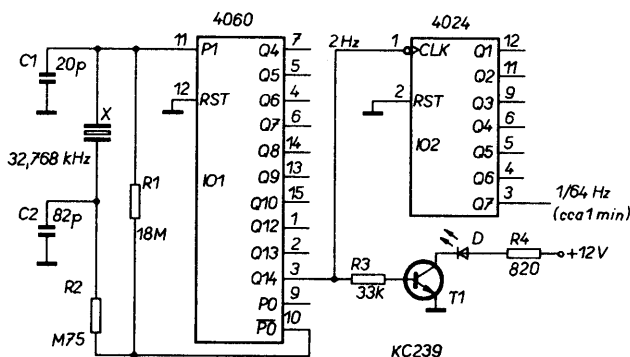 4060
4024
C1
20p
11
P1
Q4
7
Q5
5
12
RST
Q6
4
Q7
6
X
Q8
14
32,768 kHz
IO1
Q9
13
R1
Q10
15
C2
82p
18M
Q12
1
Q13
2
Q14
3
R2
P0
9
M75
P0
10
2Hz
1
CLK
Q1
12
Q2
11
2
RST
Q3
9
Q4
6
IO2
Q5
5
Q6
4
Q7
3
1/64 Hz
(cca 1 min)
D
R4
820
+12V
R3
33K
T1
KC239